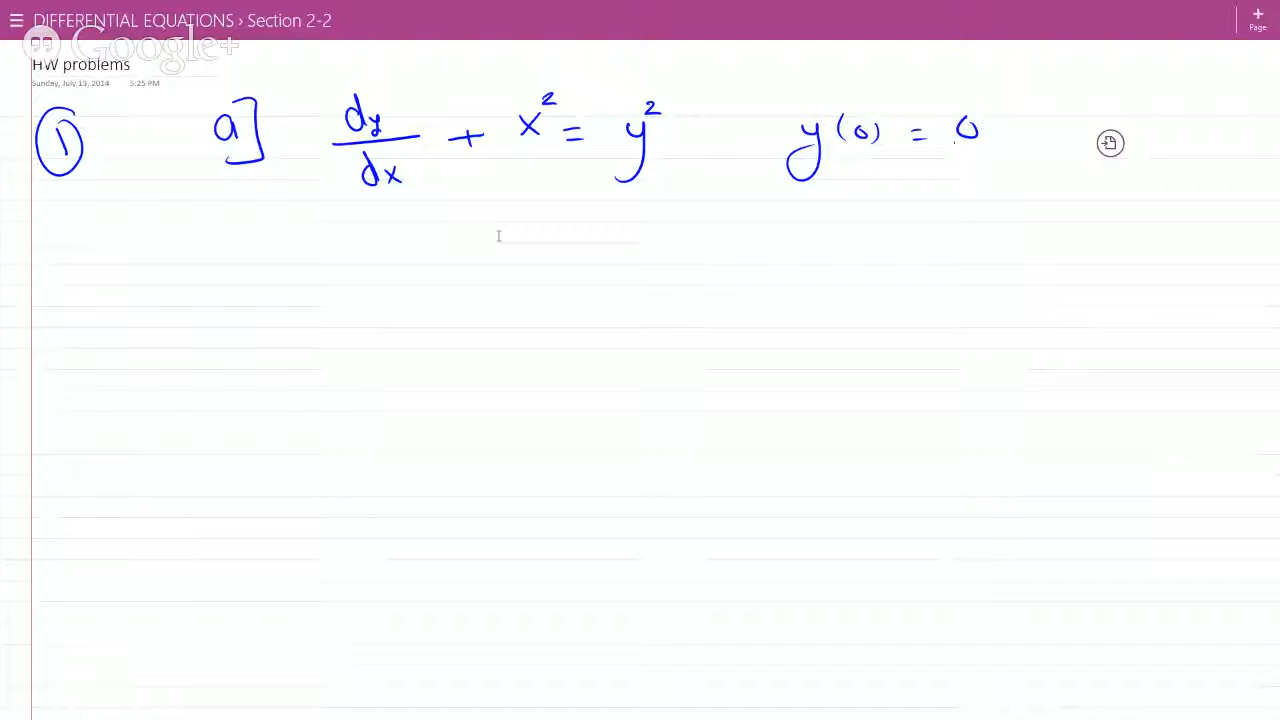 DIFFERENTIAL EQUATIONS › Section 2-2
Page
Google+
HW problems
Sunday, July 13, 2014 5:25 PM
① a] dy/dx + x² = y² y(0) = 0